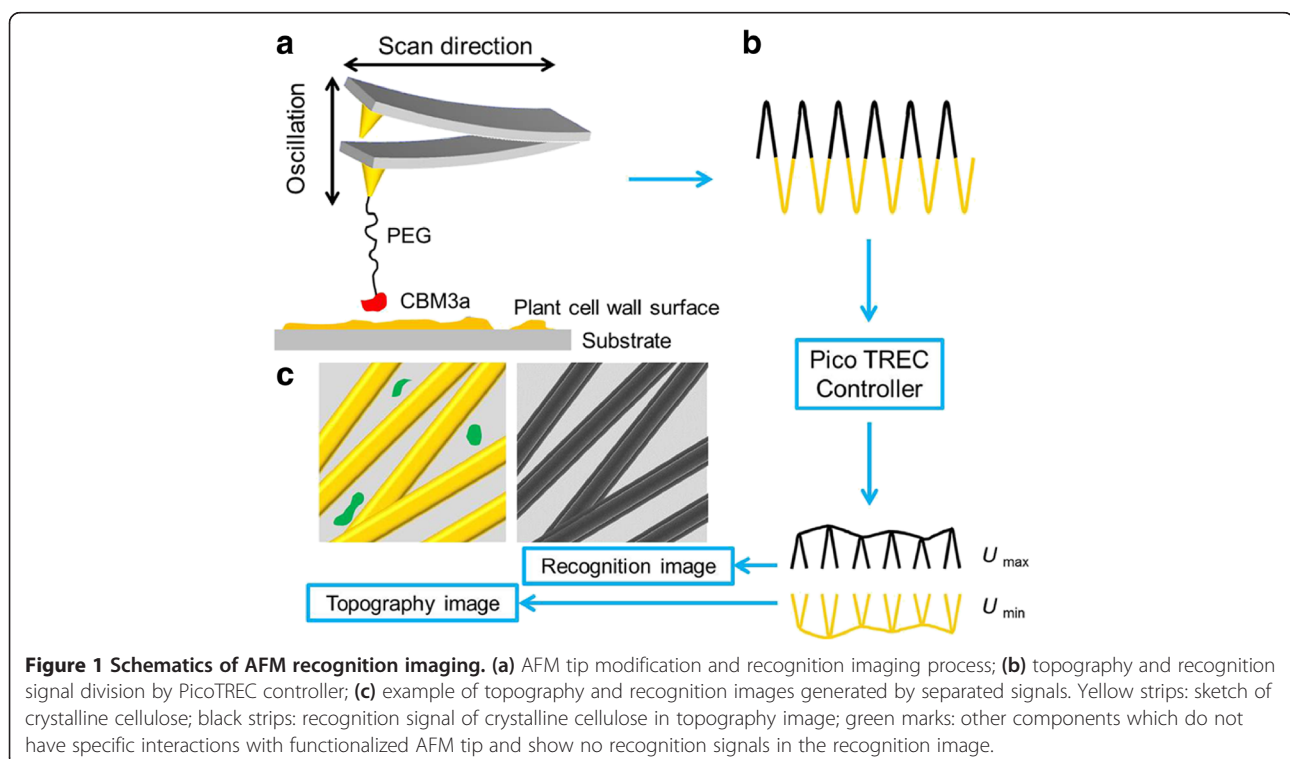 a
Scan direction
Oscillation
PEG
CBM3a
Plant cell wall surface
Substrate
b
Pico TREC
Controller
U max
U min
c
Recognition image
Topography image
Figure 1 Schematics of AFM recognition imaging. (a) AFM tip modification and recognition imaging process; (b) topography and recognition
signal division by PicoTREC controller; (c) example of topography and recognition images generated by separated signals. Yellow strips: sketch of
crystalline cellulose; black strips: recognition signal of crystalline cellulose in topography image; green marks: other components which do not
have specific interactions with functionalized AFM tip and show no recognition signals in the recognition image.